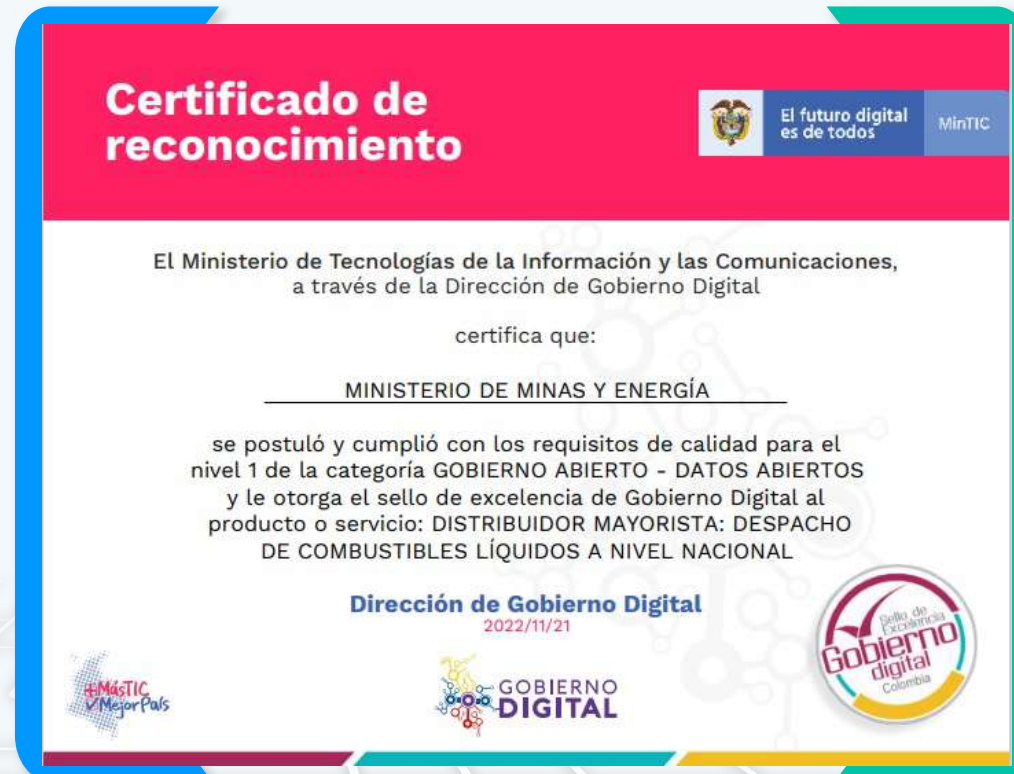 Certificado de
reconocimiento
El futuro digital
es de todos
MinTIC
El Ministerio de Tecnologías de la Información y las Comunicaciones,
a través de la Dirección de Gobierno Digital
certifica que:
MINISTERIO DE MINAS Y ENERGÍA
se postuló y cumplió con los requisitos de calidad para el
nivel 1 de la categoría GOBIERNO ABIERTO - DATOS ABIERTOS
y le otorga el sello de excelencia de Gobierno Digital al
producto o servicio: DISTRIBUIDOR MAYORISTA: DESPACHO
DE COMBUSTIBLES LÍQUIDOS A NIVEL NACIONAL
Dirección de Gobierno Digital
2022/11/21
+MásTIC
MejorPaís
GOBIERNO
DIGITAL
Sello de
Excelencia
Gobierno
digital
Colombia